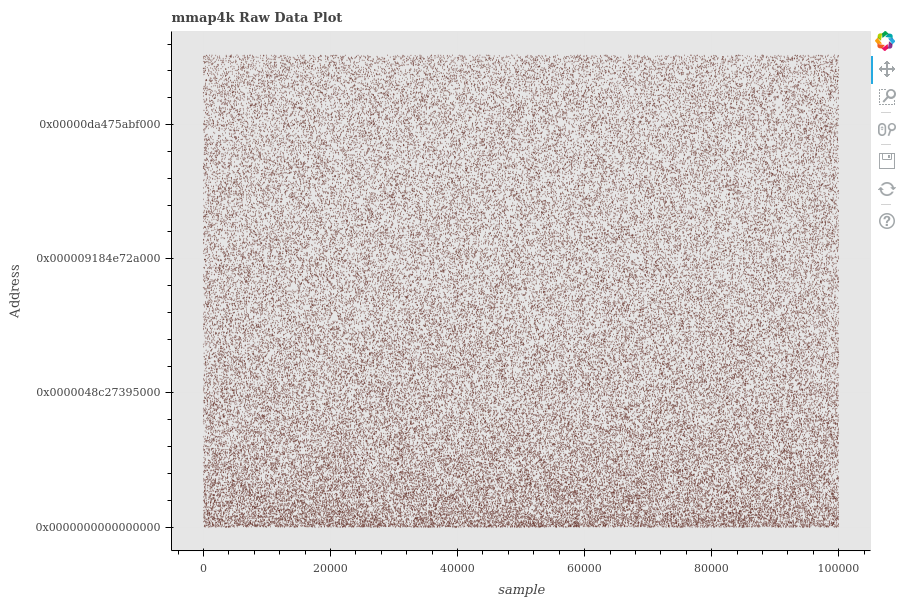 mmap4k Raw Data Plot
0x00000da475abf000
0x000009184e72a000
0x0000048c27395000
0x0000000000000000
Address
0
20000
40000
60000
80000
100000
sample